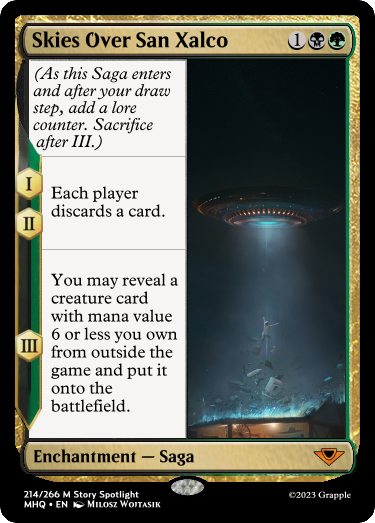 Skies Over San Xalco 1
(As this Saga enters
and after your draw
step, add a lore
counter. Sacrifice
after III.)
I
Each player
II
discards a card.
You may reveal a
creature card
with mana value
6 or less you own
III
from outside the
game and put it
onto the
battlefield.
Enchantment — Saga
214/266 M Story Spotlight
MHQ • EN Milosz Wojtasik
©2023 Grapple